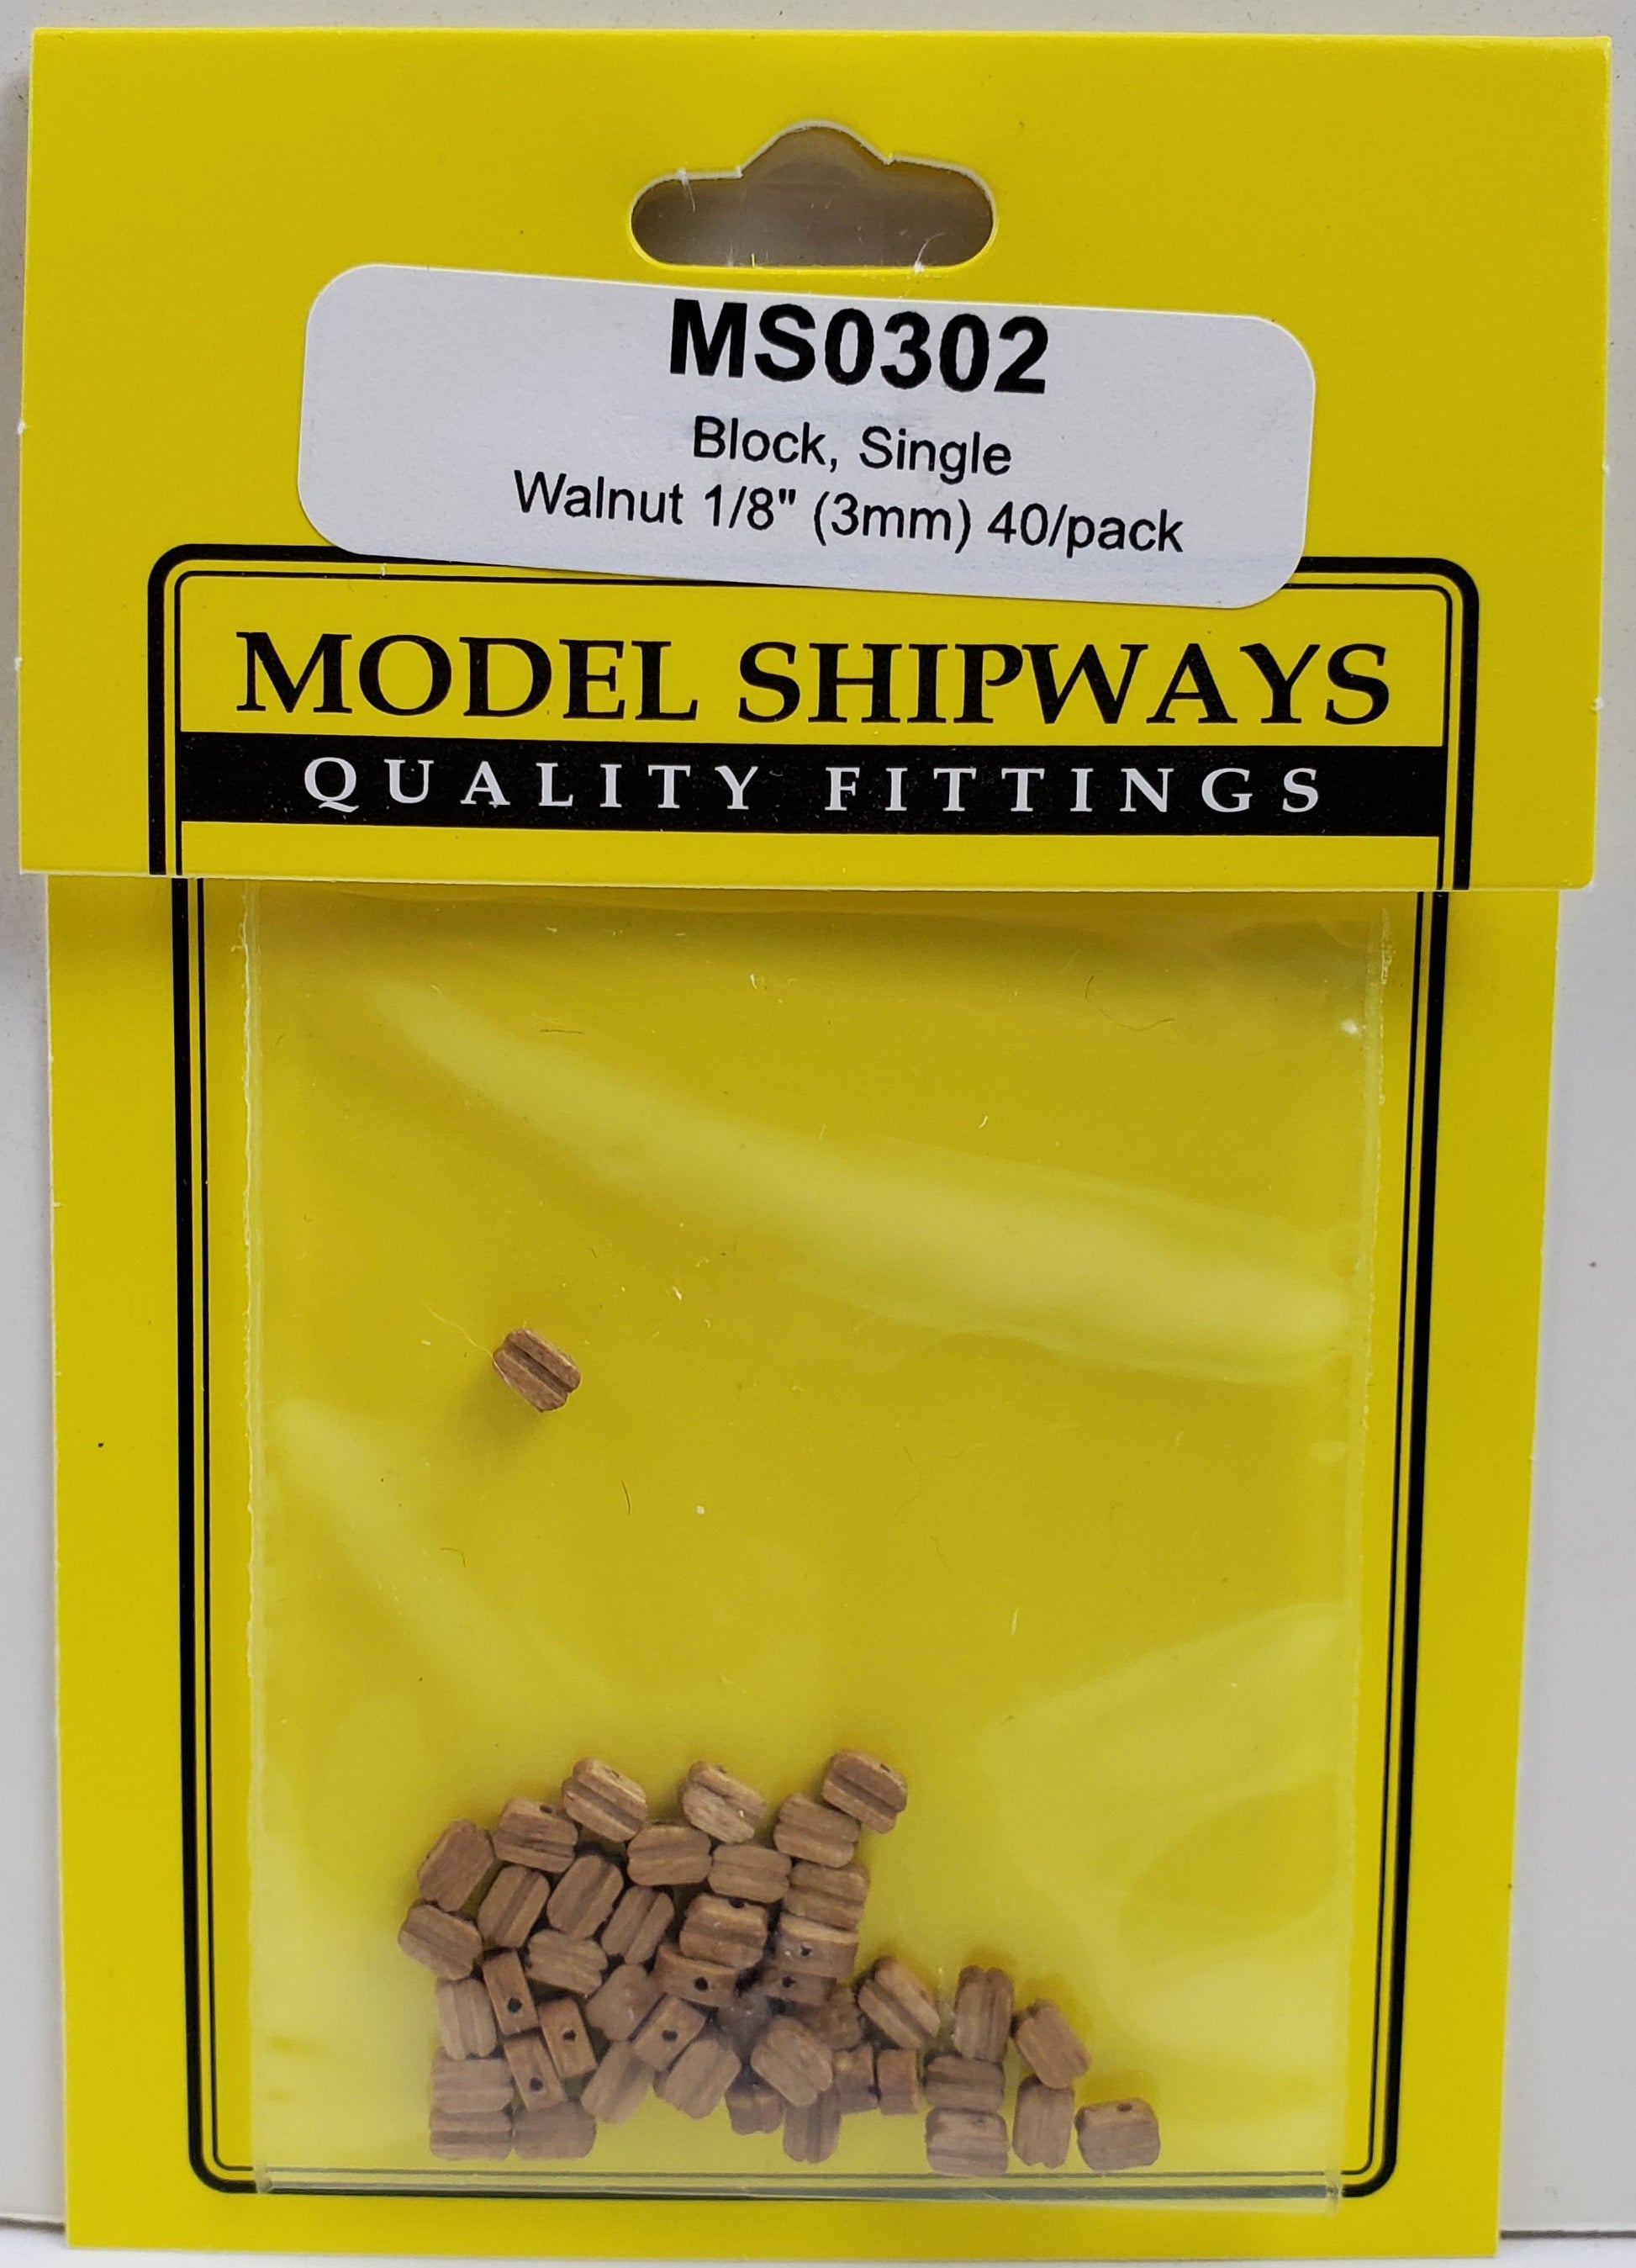 MS0302
Block, Single
Walnut 1/8" (3mm) 40/pack
MODEL SHIPWAYS
QUALITY FITTINGS